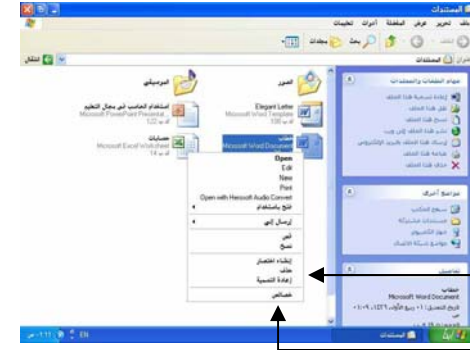 المستندات
ملف تحرير عرض المفضلة أدوات تعليمات
بحث مجلدات
المستندات
انتقال
مهام الملفات والمجلدات
إعادة تسمية هذا الملف
نقل هذا الملف
نسخ هذا الملف
نشر هذا الملف إلى ويب
إرسال هذا الملف بالبريد الإلكتروني
طباعة هذا الملف
حذف هذا الملف
مواضع أخرى
سطح المكتب
مستندات مشتركة
جهاز الكمبيوتر
مواضع شبكة الاتصال
تفاصيل
خطاب
Microsoft Word Document
الصور
الموسيقى
Elegant Letter
Microsoft Word Template
استخدام الحاسب في مجال التعليم
Microsoft PowerPoint Presentat...
خطاب
Microsoft Word Document
حسابات
Microsoft Excel Worksheet
Open
Edit
New
Print
Open with Hersoft Audio Convert
فتح باستخدام
إرسال إلى
قص
نسخ
إنشاء اختصار
حذف
إعادة التسمية
خصائص
المستندات
EN